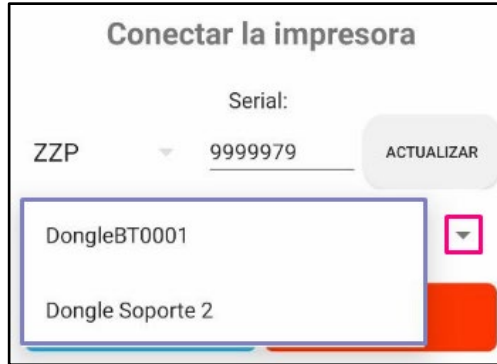 Conectar la impresora
Serial:
ZZP 9999979 ACTUALIZAR
DongleBT0001
Dongle Soporte 2